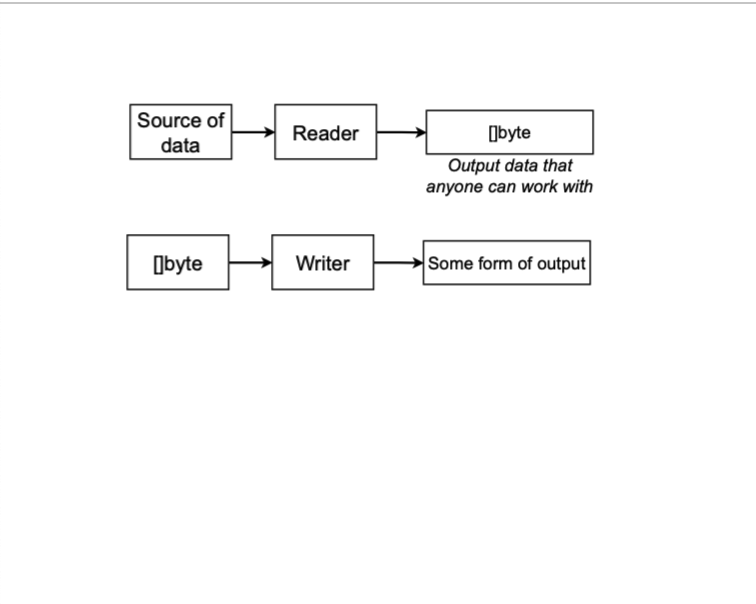 Source of
data
Reader
[]byte
Output data that
anyone can work with
[]byte
Writer
Some form of output